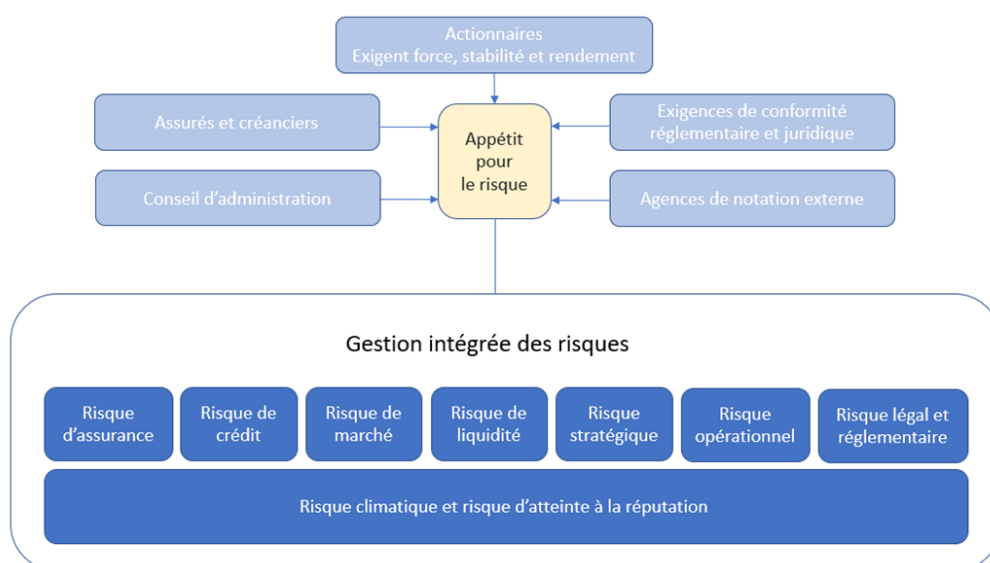 Actionnaires
Exigent force, stabilité et rendement
Assurés et créanciers
Exigences de conformité
réglementaire et juridique
Appétit
pour
le risque
Conseil d'administration
Agences de notation externe
Gestion intégrée des risques
Risque
d'assurance
Risque de
crédit
Risque de
marché
Risque de
liquidité
Risque
stratégique
Risque
opérationnel
Risque légal et
réglementaire
Risque climatique et risque d'atteinte à la réputation